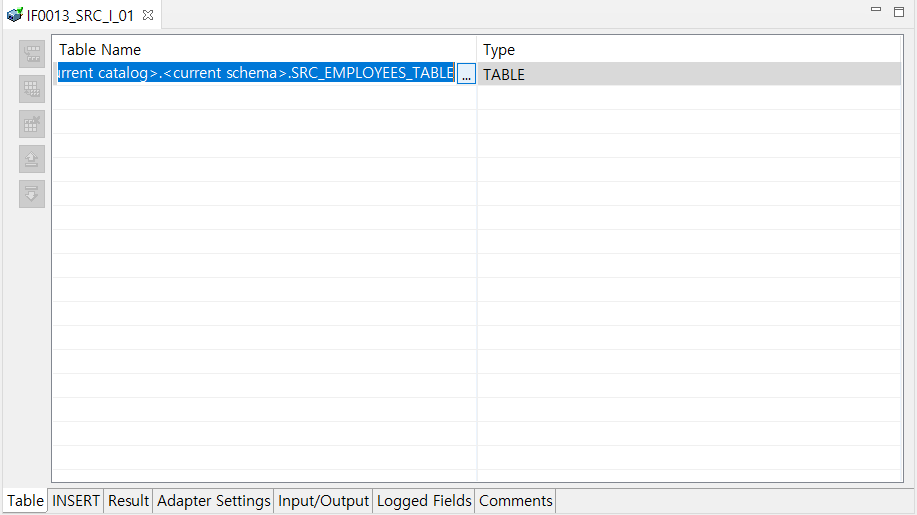 IF0013_SRC_I_01
Table Name Type
urrent catalog>.<current schema>.SRC_EMPLOYEES_TABLE ... TABLE
Table INSERT Result Adapter Settings Input/Output Logged Fields Comments